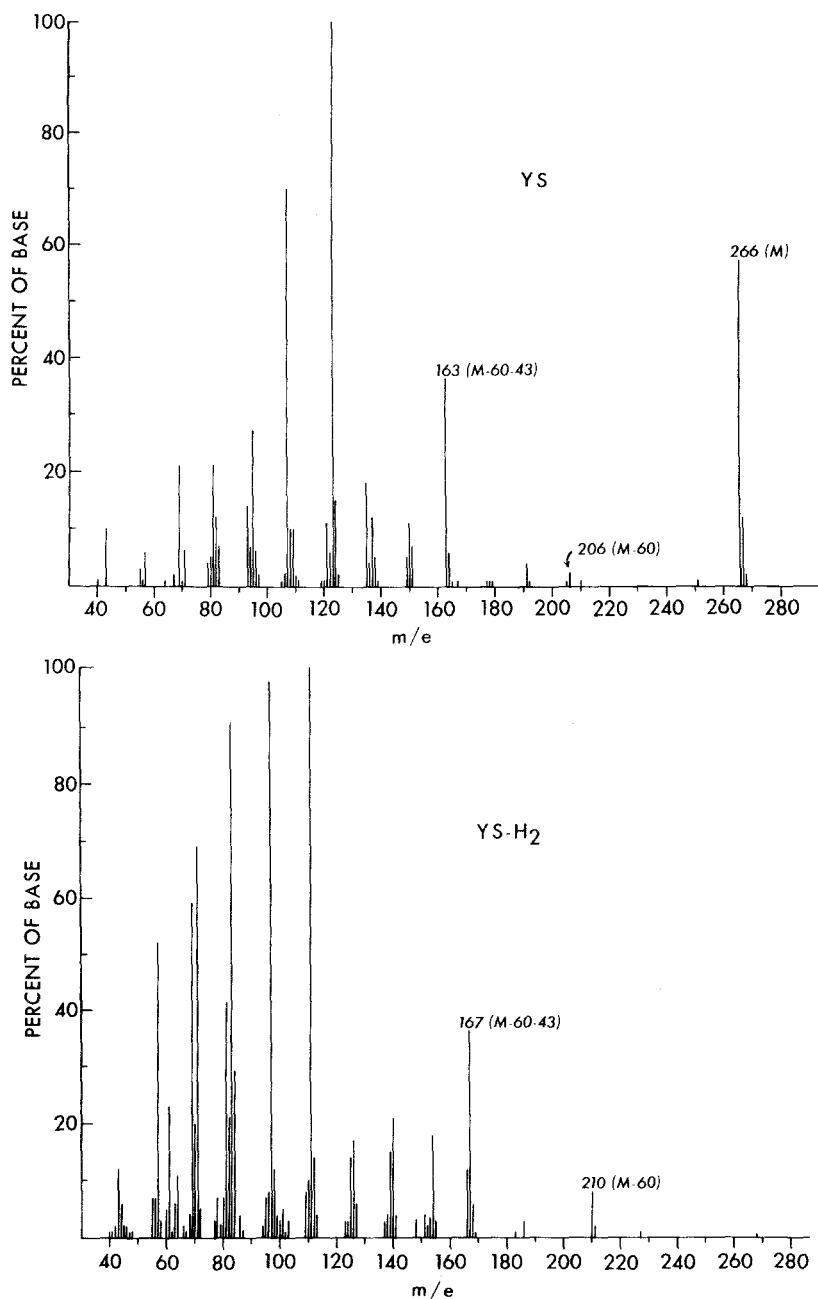 PERCENT OF BASE
100
80
60
40
20
YS
266 (M)
163 (M-60-43)
206 (M-60)
40 60 80 100 120 140 160 180 200 220 240 260 280
m/e
PERCENT OF BASE
100
80
60
40
20
YS-H2
167 (M-60-43)
210 (M-60)
40 60 80 100 120 140 160 180 200 220 240 260 280
m/e